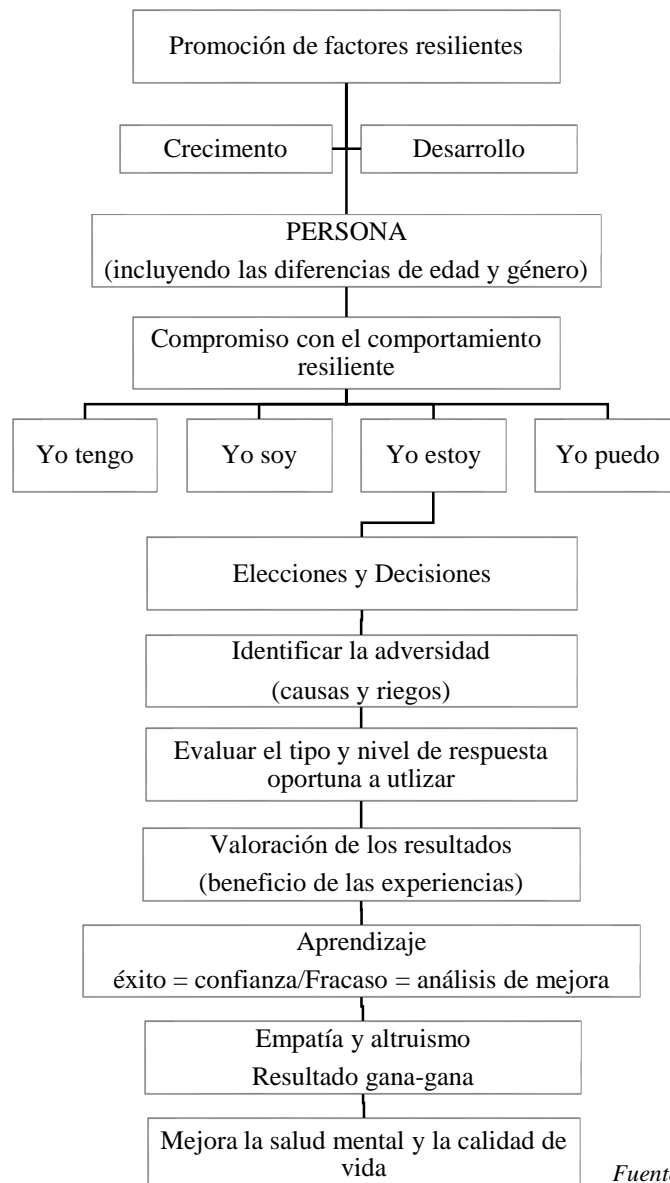 Promoción de factores resilientes
Crecimento
Desarrollo
PERSONA
(incluyendo las diferencias de edad y género)
Compromiso con el comportamiento
resiliente
Yo tengo
Yo soy
Yo estoy
Yo puedo
Elecciones y Decisiones
Identificar la adversidad
(causas y riegos)
Evaluar el tipo y nivel de respuesta
oportuna a utlizar
Valoración de los resultados
(beneficio de las experiencias)
Aprendizaje
éxito = confianza/Fracaso = análisis de mejora
Empatía y altruismo
Resultado gana-gana
Mejora la salud mental y la calidad de
vida
Fuent